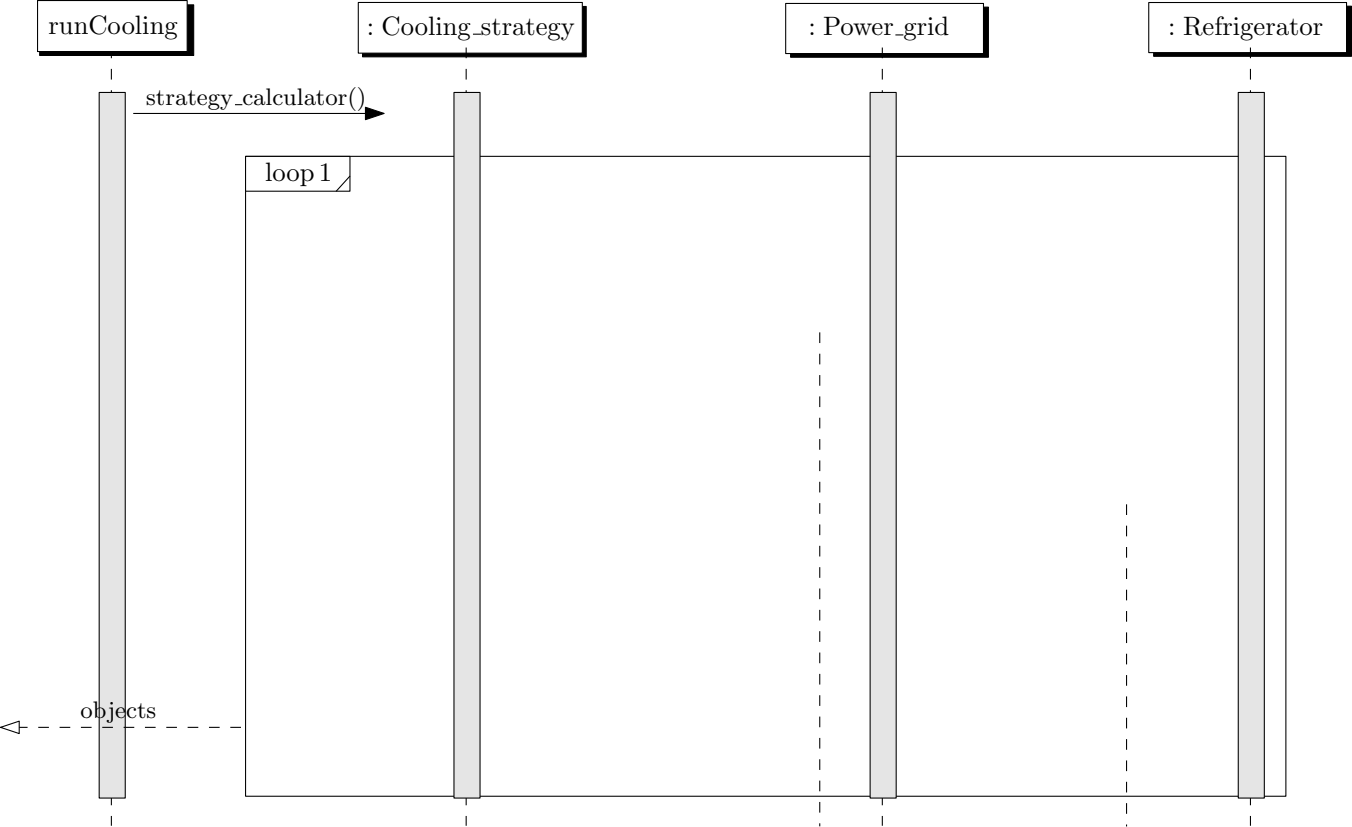 runCooling
: Cooling_strategy
: Power_grid
: Refrigerator
strategy_calculator()
loop 1
objects